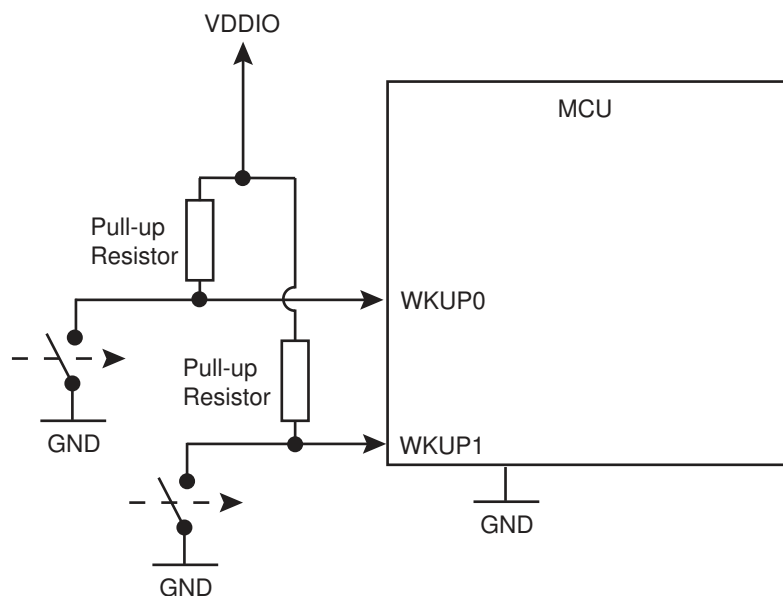 VDDIO
MCU
Pull-up
Resistor
WKUP0
Pull-up
Resistor
GND
WKUP1
GND
GND